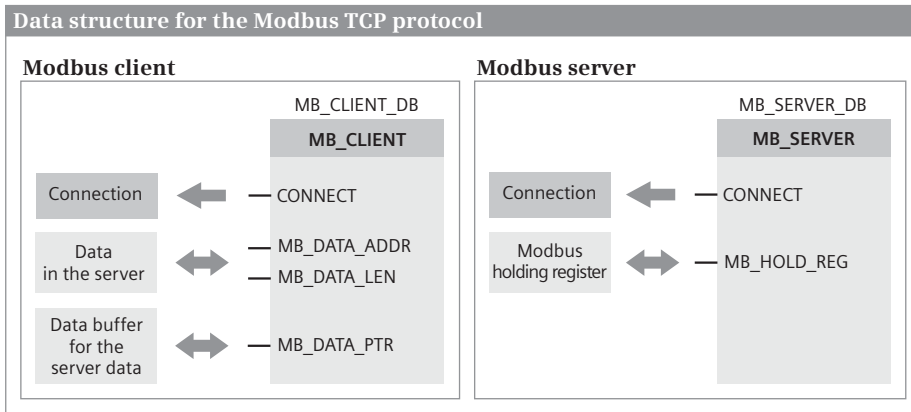 Data structure for the Modbus TCP protocol
Modbus client
MB_CLIENT_DB
MB_CLIENT
Connection
CONNECT
Data
in the server
MB_DATA_ADDR
MB_DATA_LEN
Data buffer
for the
server data
MB_DATA_PTR
Modbus server
MB_SERVER_DB
MB_SERVER
Connection
CONNECT
Modbus
holding register
MB_HOLD_REG